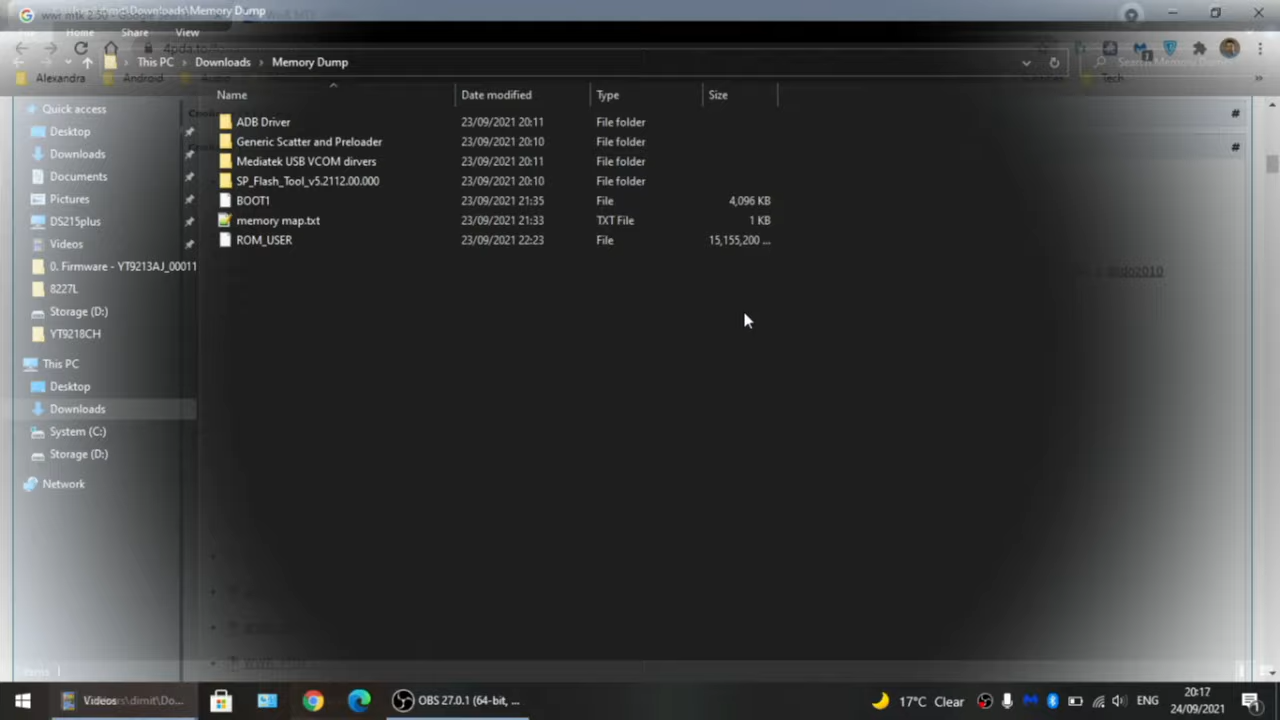 wwr mtk 2.50 - Google
\Downloads\Memory Dump
Home Share View
4pda.to
This PC > Downloads > Memory Dump
Search Memory Dump
Alexandra Android Tech
Name Date modified Type Size
Quick access
Desktop
Downloads
Documents
Pictures
DS215plus
Videos
0. Firmware - YT9213AJ_00011
8227L
Storage (D:)
YT9218CH
This PC
Desktop
Downloads
System (C:)
Storage (D:)
Network
ADB Driver 23/09/2021 20:11 File folder
Generic Scatter and Preloader 23/09/2021 20:10 File folder
Mediatek USB VCOM dirvers 23/09/2021 20:11 File folder
SP_Flash_Tool_v5.2112.00.000 23/09/2021 20:10 File folder
BOOT1 23/09/2021 21:35 File 4,096 KB
memory map.txt 23/09/2021 21:33 TXT File 1 KB
ROM_USER 23/09/2021 22:23 File 15,155,200 ...
#
#
Videos
OBS 27.0.1 (64-bit, ...
17°C Clear
ENG
20:17
24/09/2021